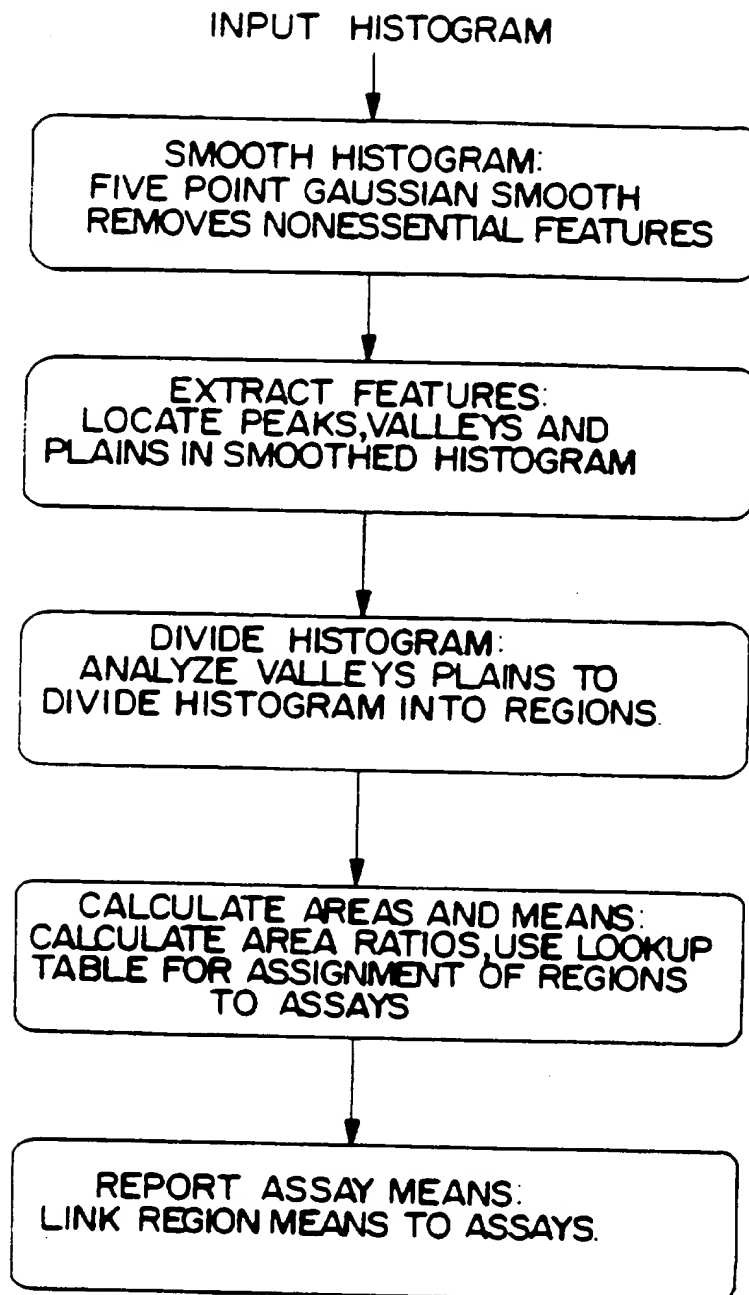 INPUT HISTOGRAM
SMOOTH HISTOGRAM:
FIVE POINT GAUSSIAN SMOOTH
REMOVES NONESSENTIAL FEATURES
EXTRACT FEATURES:
LOCATE PEAKS,VALLEYS AND
PLAINS IN SMOOTHED HISTOGRAM
DIVIDE HISTOGRAM:
ANALYZE VALLEYS PLAINS TO
DIVIDE HISTOGRAM INTO REGIONS.
CALCULATE AREAS AND MEANS:
CALCULATE AREA RATIOS,USE LOOKUP
TABLE FOR ASSIGNMENT OF REGIONS
TO ASSAYS
REPORT ASSAY MEANS:
LINK REGION MEANS TO ASSAYS.